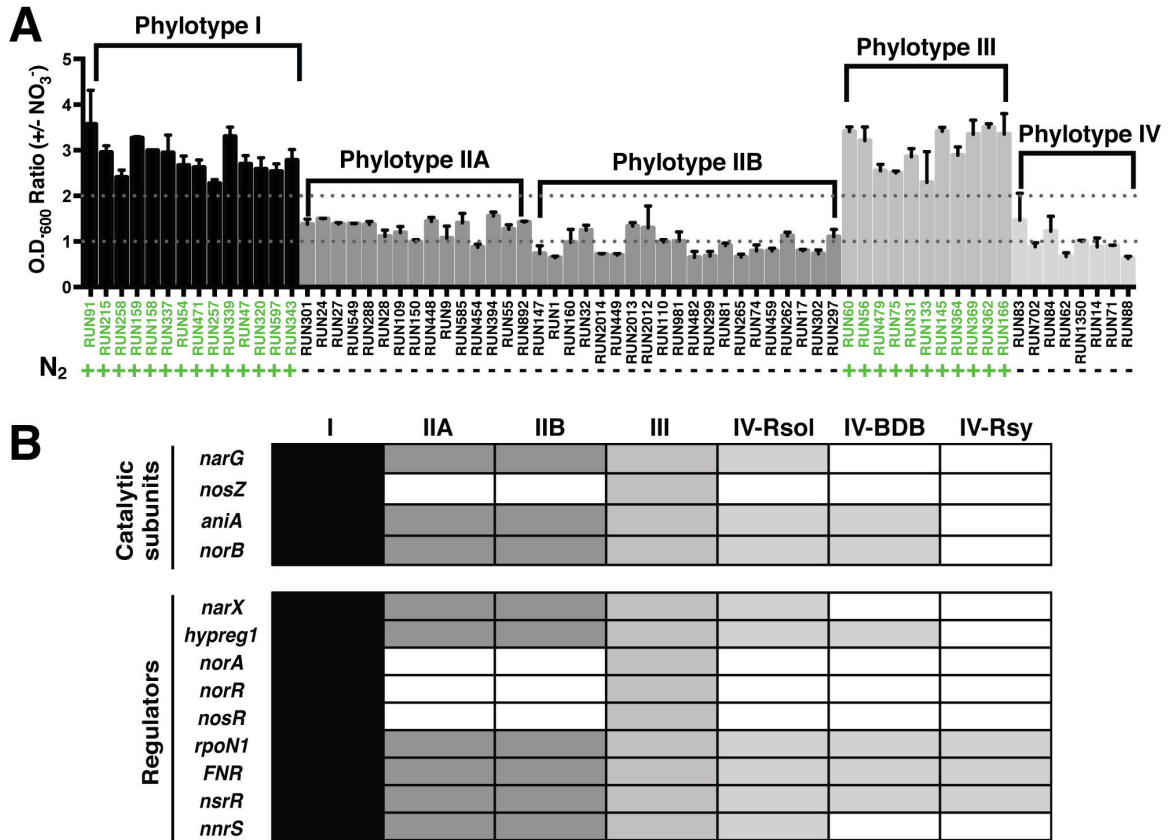 A
Phylotype I
Phylotype IIA
Phylotype IIB
Phylotype III
Phylotype IV
O.D.600 Ratio (+/- NO3-)
5
4
3
2
1
0
RUN91
RUN215
RUN258
RUN159
RUN158
RUN337
RUN54
RUN471
RUN257
RUN339
RUN47
RUN320
RUN597
RUN343
RUN301
RUN24
RUN27
RUN549
RUN288
RUN28
RUN109
RUN150
RUN448
RUN9
RUN585
RUN454
RUN394
RUN55
RUN892
RUN147
RUN1
RUN160
RUN32
RUN2014
RUN449
RUN2013
RUN2012
RUN110
RUN981
RUN482
RUN299
RUN81
RUN265
RUN74
RUN459
RUN262
RUN17
RUN302
RUN297
RUN60
RUN56
RUN479
RUN75
RUN31
RUN133
RUN145
RUN364
RUN369
RUN362
RUN166
RUN83
RUN702
RUN84
RUN62
RUN1350
RUN14
RUN71
RUN88
N2 + + + + + + + + + + + + + + - - - - - - - - - - - - - - - - - - - - - - - - - - - - - - - - - - - + + + + + + + + + + + - - - - - - - -
B
I IIA IIB III IV-Rsol IV-BDB IV-Rsy
Catalytic
subunits
narG
nosZ
aniA
norB
Regulators
narX
hypreg1
norA
norR
nosR
rpoN1
FNR
nsrR
nnrS